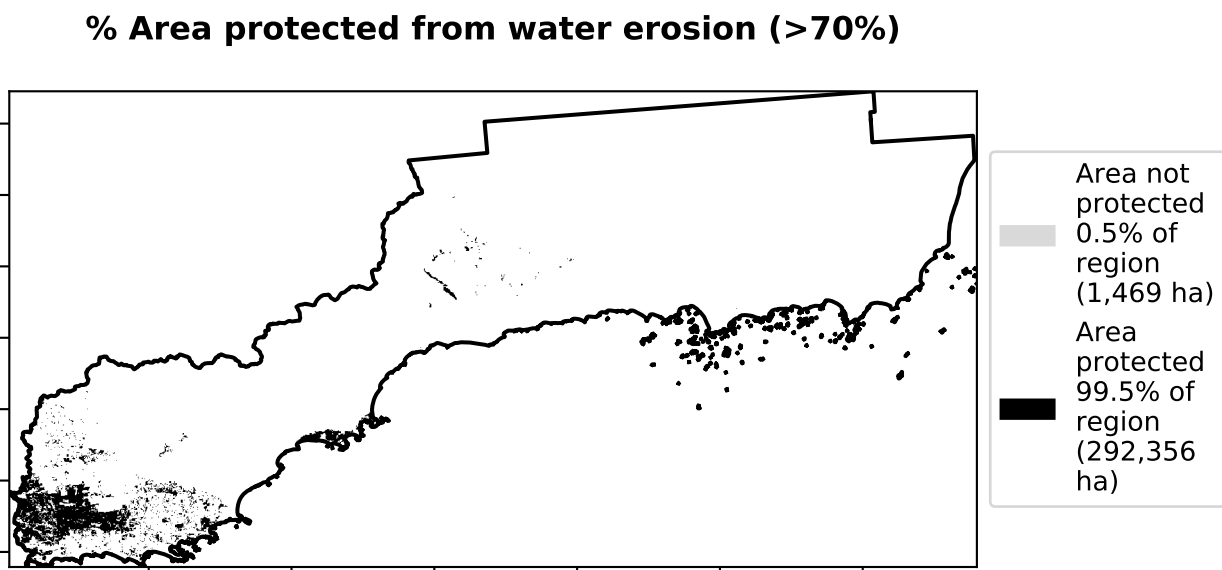 % Area protected from water erosion (>70%)
Area not
protected
0.5% of
region
(1,469 ha)
Area
protected
99.5% of
region
(292,356
ha)